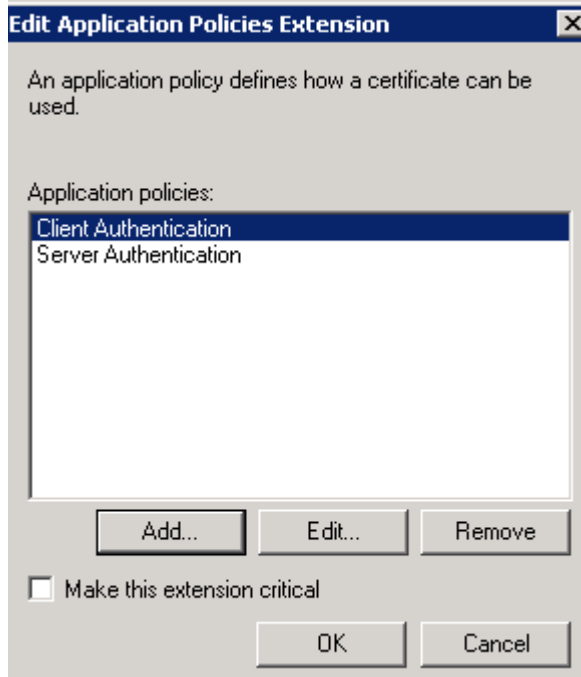 Edit Application Policies Extension
An application policy defines how a certificate can be
used.
Application policies:
Client Authentication
Server Authentication
Add... Edit... Remove
Make this extension critical
OK Cancel